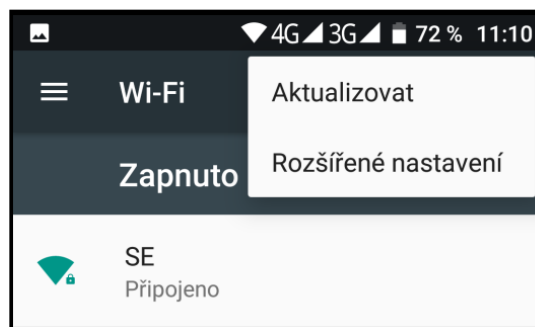 4G 3G 72 % 11:10
Wi-Fi
Aktualizovat
Zapnuto
Rozšířené nastavení
SE
Připojeno